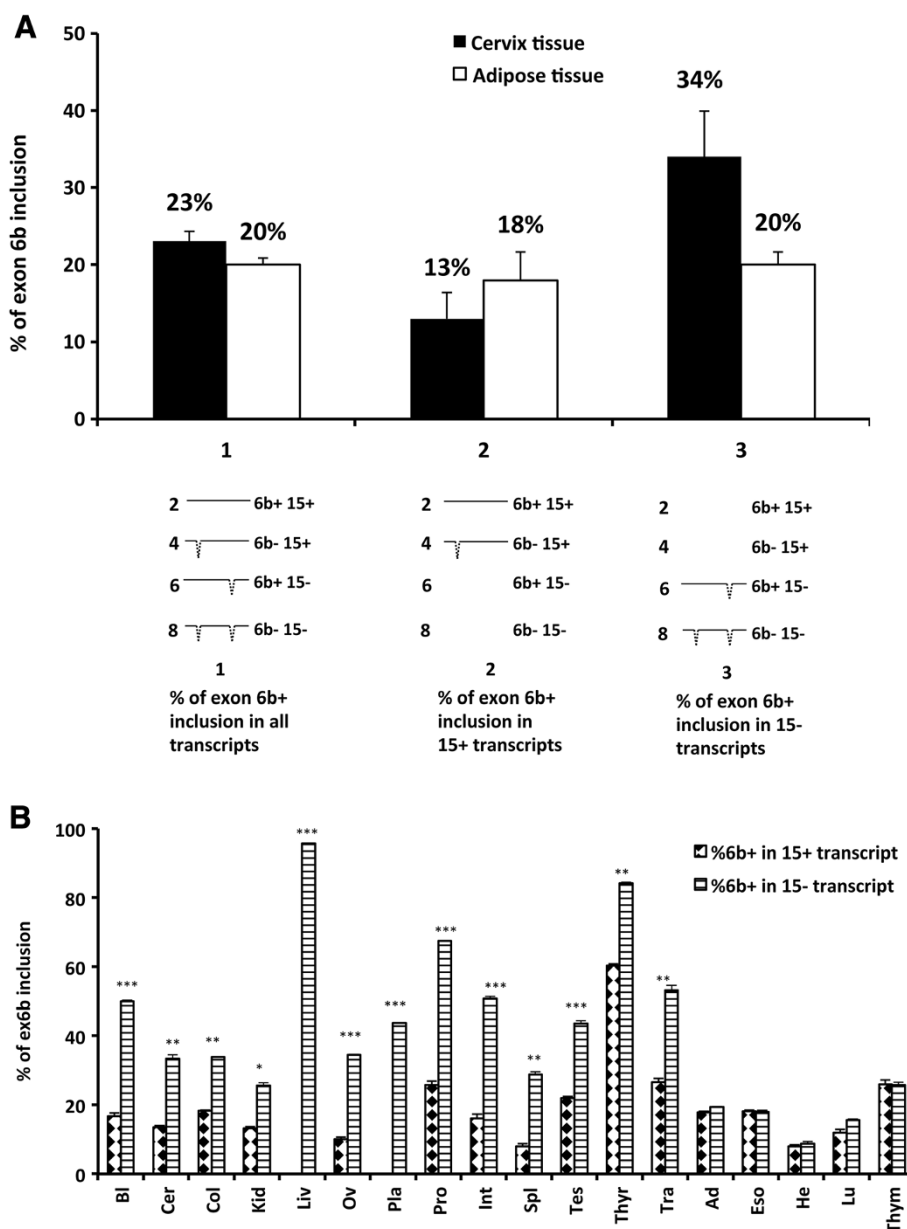 A
50
40
30
20
10
0
% of exon 6b inclusion
Cervix tissue
Adipose tissue
23%
20%
13%
18%
34%
20%
1
2
3
2 6b+ 15+
4 6b- 15+
6 6b+ 15-
8 6b- 15-
1
% of exon 6b+
inclusion in all
transcripts
2 6b+ 15+
4 6b- 15+
6 6b+ 15-
8 6b- 15-
2
% of exon 6b+
inclusion in
15+ transcripts
2 6b+ 15+
4 6b- 15+
6 6b+ 15-
8 6b- 15-
3
% of exon 6b+
inclusion in 15-
transcripts
B
100
80
60
40
20
0
% of ex6b inclusion
%6b+ in 15+ transcript
%6b+ in 15- transcript
***
**
**
*
***
***
***
***
***
**
***
**
**
Bl
Cer
Col
Kid
Liv
Ov
Pla
Pro
Int
Spl
Tes
Thyr
Tra
Ad
Eso
He
Lu
Thym